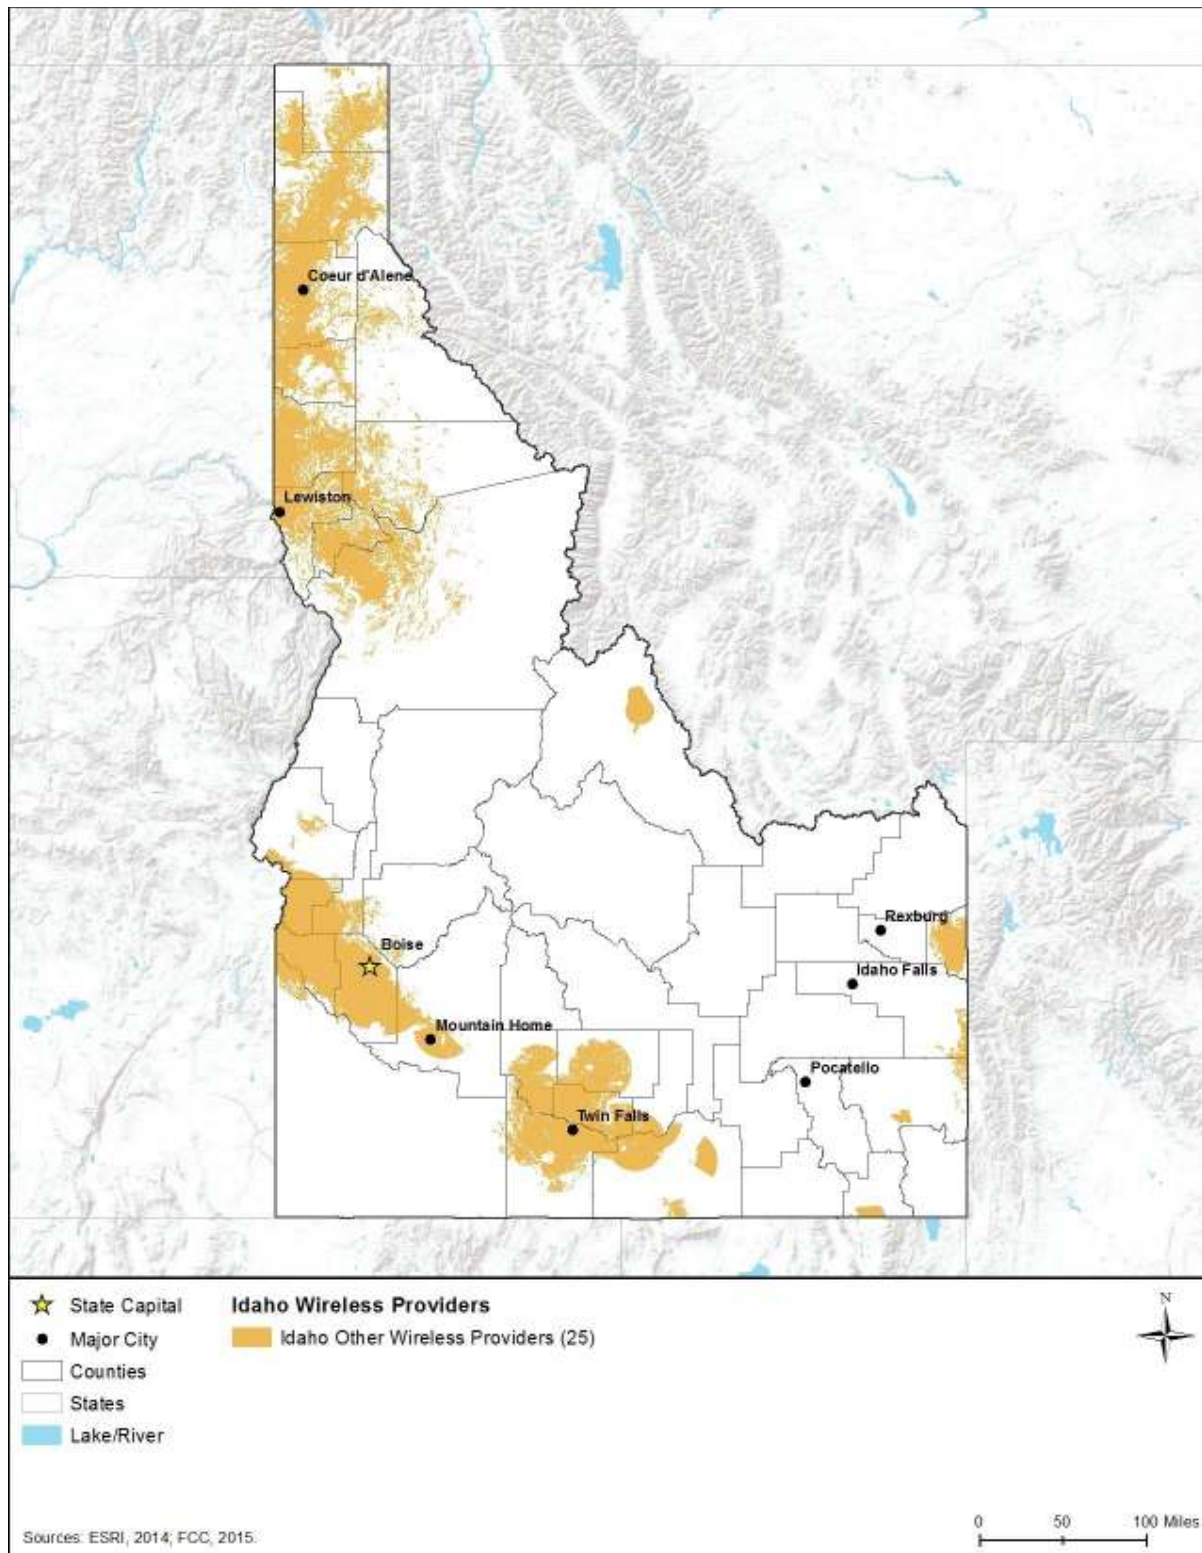 Coeur d'Alene
Lewiston
Boise
Rexburg
Idaho Falls
Mountain Home
Pocatello
Twin Falls
State Capital
Idaho Wireless Providers
N
Major City
Idaho Other Wireless Providers (25)
Counties
States
Lake/River
Sources: ESRI, 2014; FCC, 2015.
0 50 100 Miles